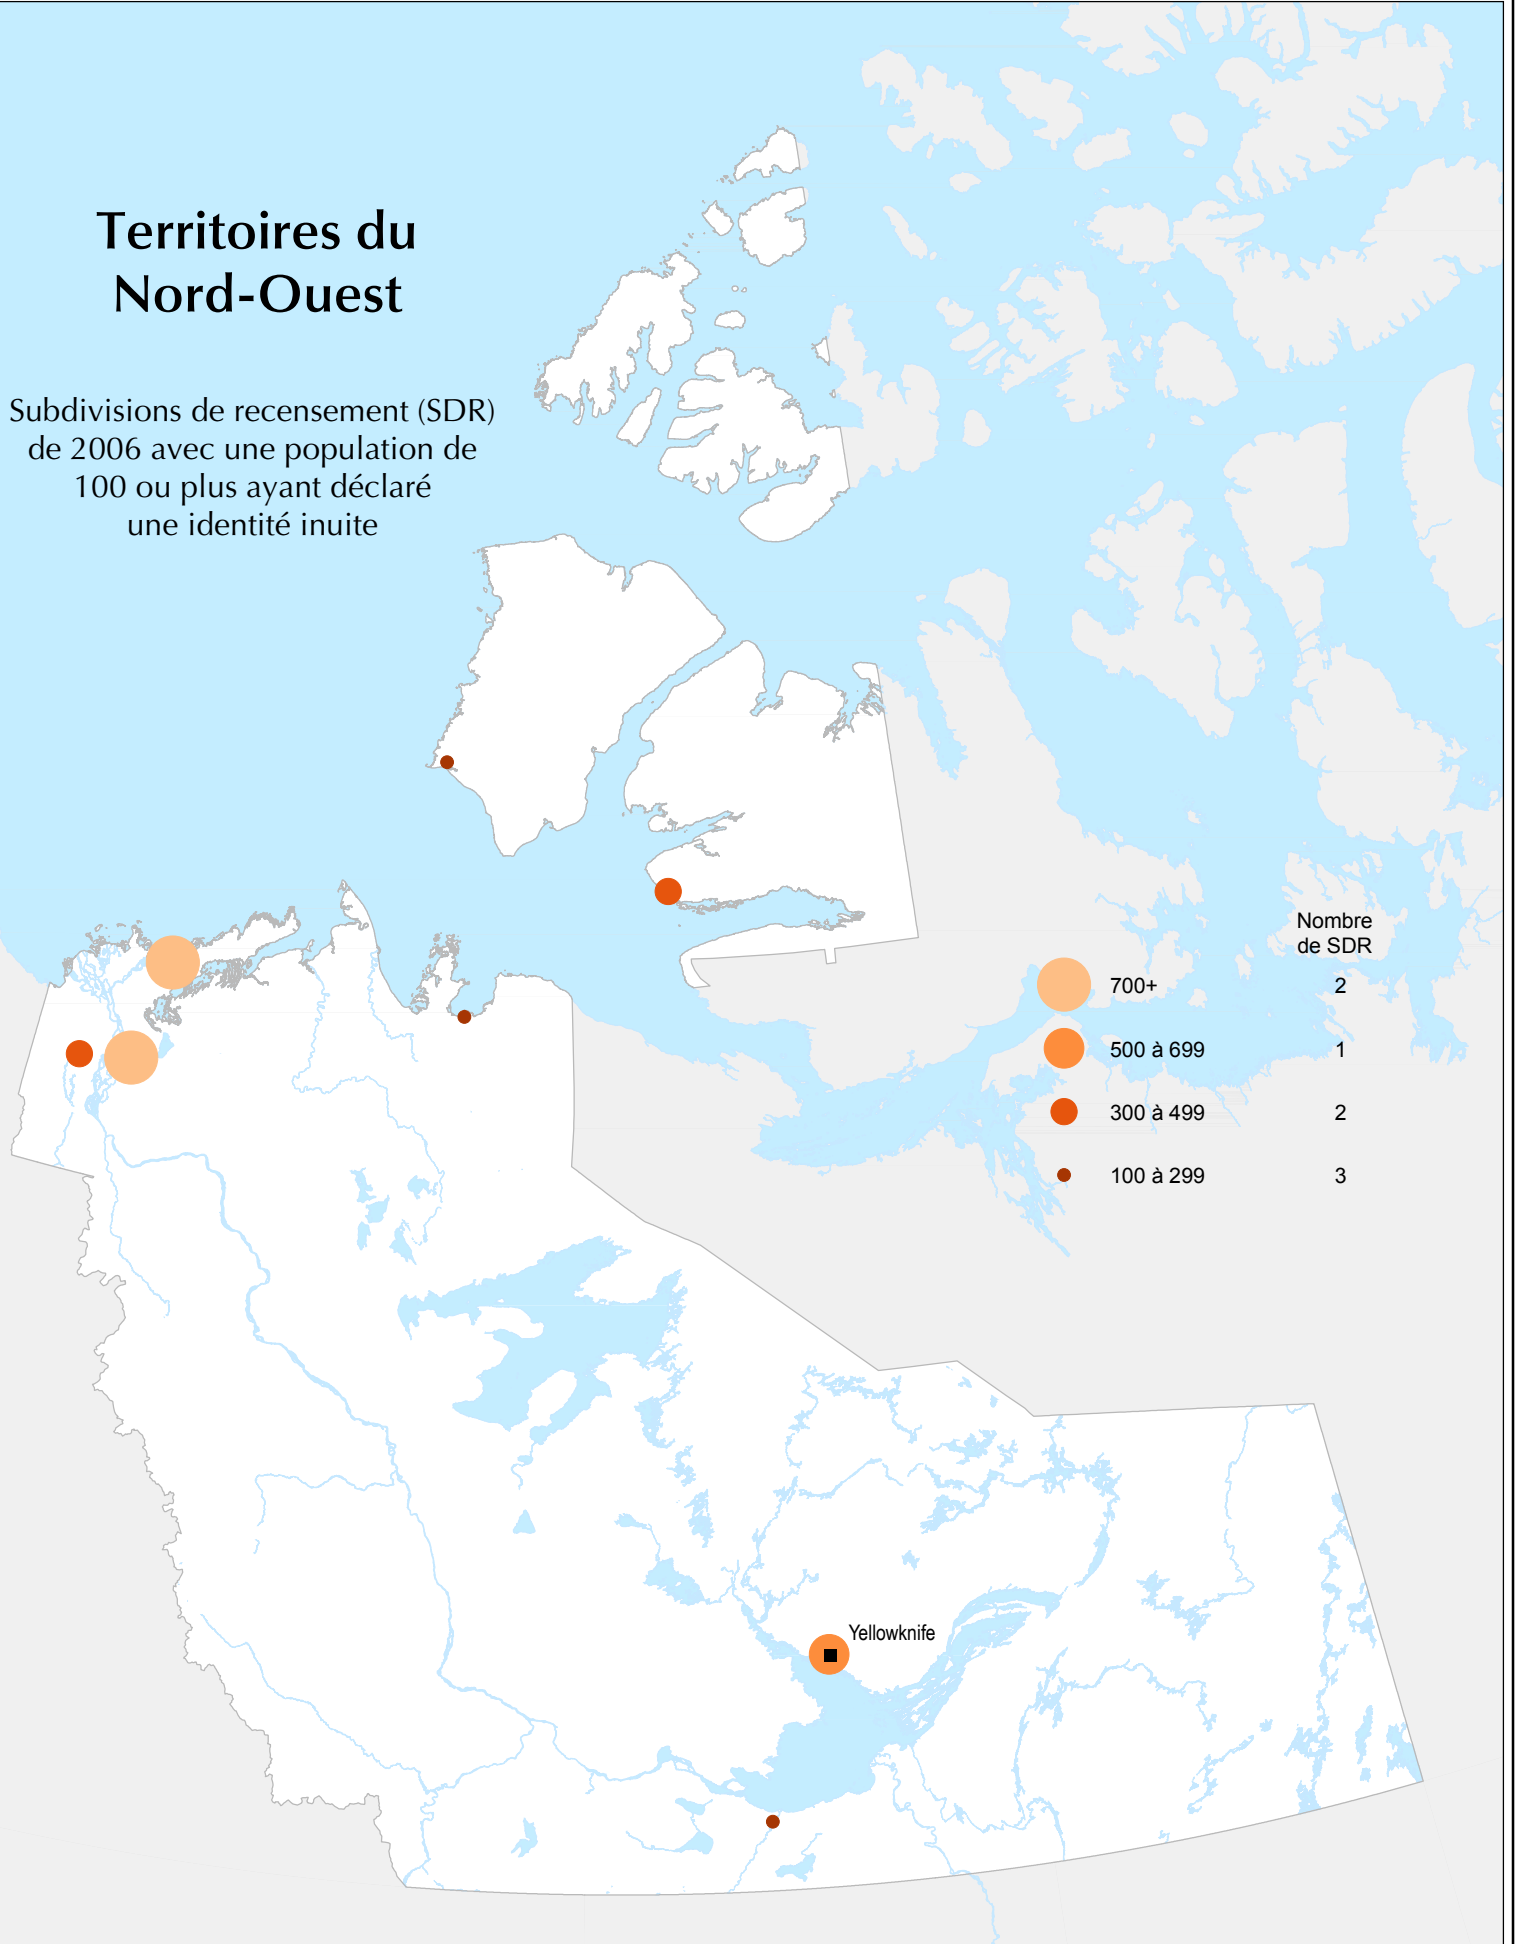 Territoires du
Nord-Ouest
Subdivisions de recensement (SDR)
de 2006 avec une population de
100 ou plus ayant déclaré
une identité inuite
Nombre
de SDR
700+ 2
500 à 699 1
300 à 499 2
100 à 299 3
Yellowknife